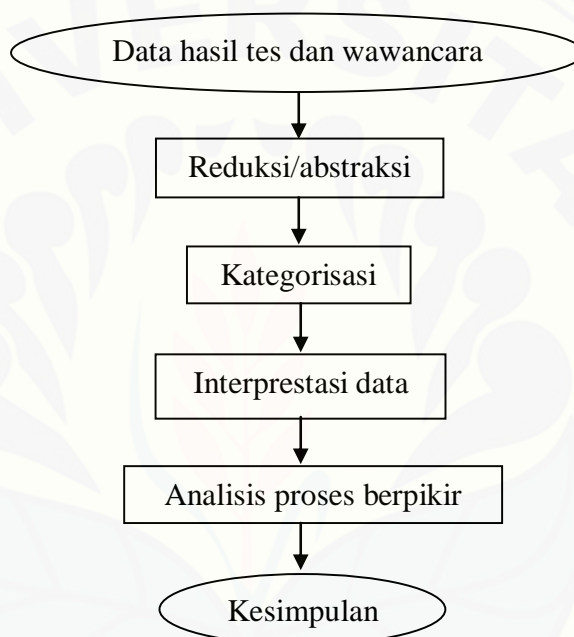 Data hasil tes dan wawancara
Reduksi/abstraksi
Kategorisasi
Interprestasi data
Analisis proses berpikir
Kesimpulan